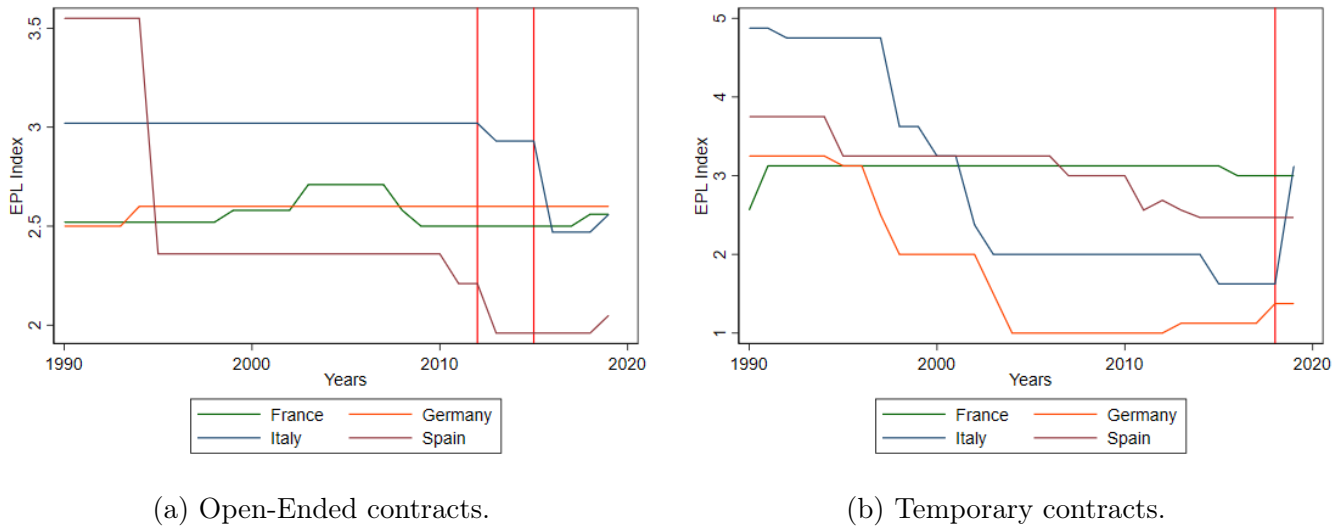 3.5
3
2.5
2
EPL Index
1990
2000
2010
2020
Years
France
Germany
Italy
Spain
(a) Open-Ended contracts.
5
4
3
2
1
EPL Index
1990
2000
2010
2020
Years
France
Germany
Italy
Spain
(b) Temporary contracts.